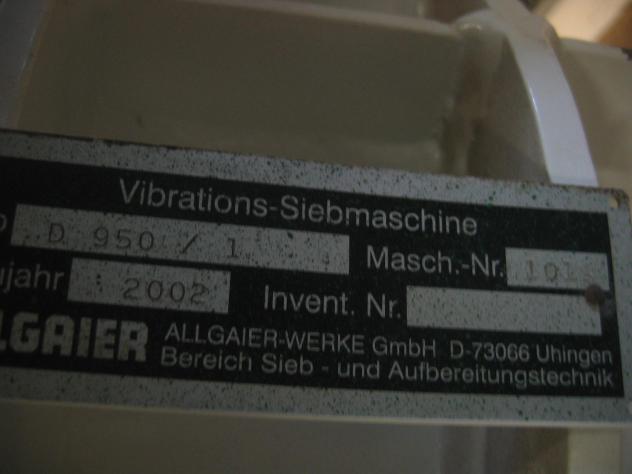 Vibrations-Siebmaschine
D 950 / 1 Masch.-Nr.
2002 Invent. Nr.
ALLGAIER-WERKE GmbH D-73066 Uhingen
Bereich Sieb - und Aufbereitungstechnik